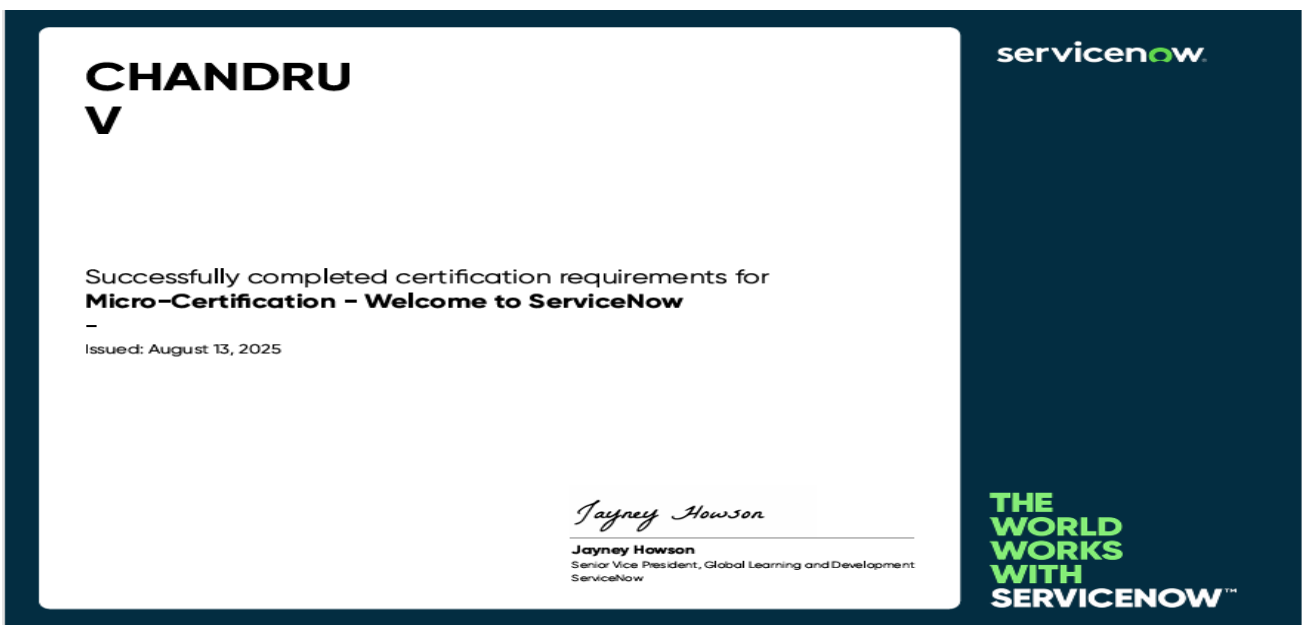 CHANDRU
V
Successfully completed certification requirements for
Micro-Certification - Welcome to ServiceNow
-
Issued: August 13, 2025
Jayney Howson
Jayney Howson
Senior Vice President, Global Learning and Development
ServiceNow
servicenow.
THE
WORLD
WORKS
WITH
SERVICENOW™